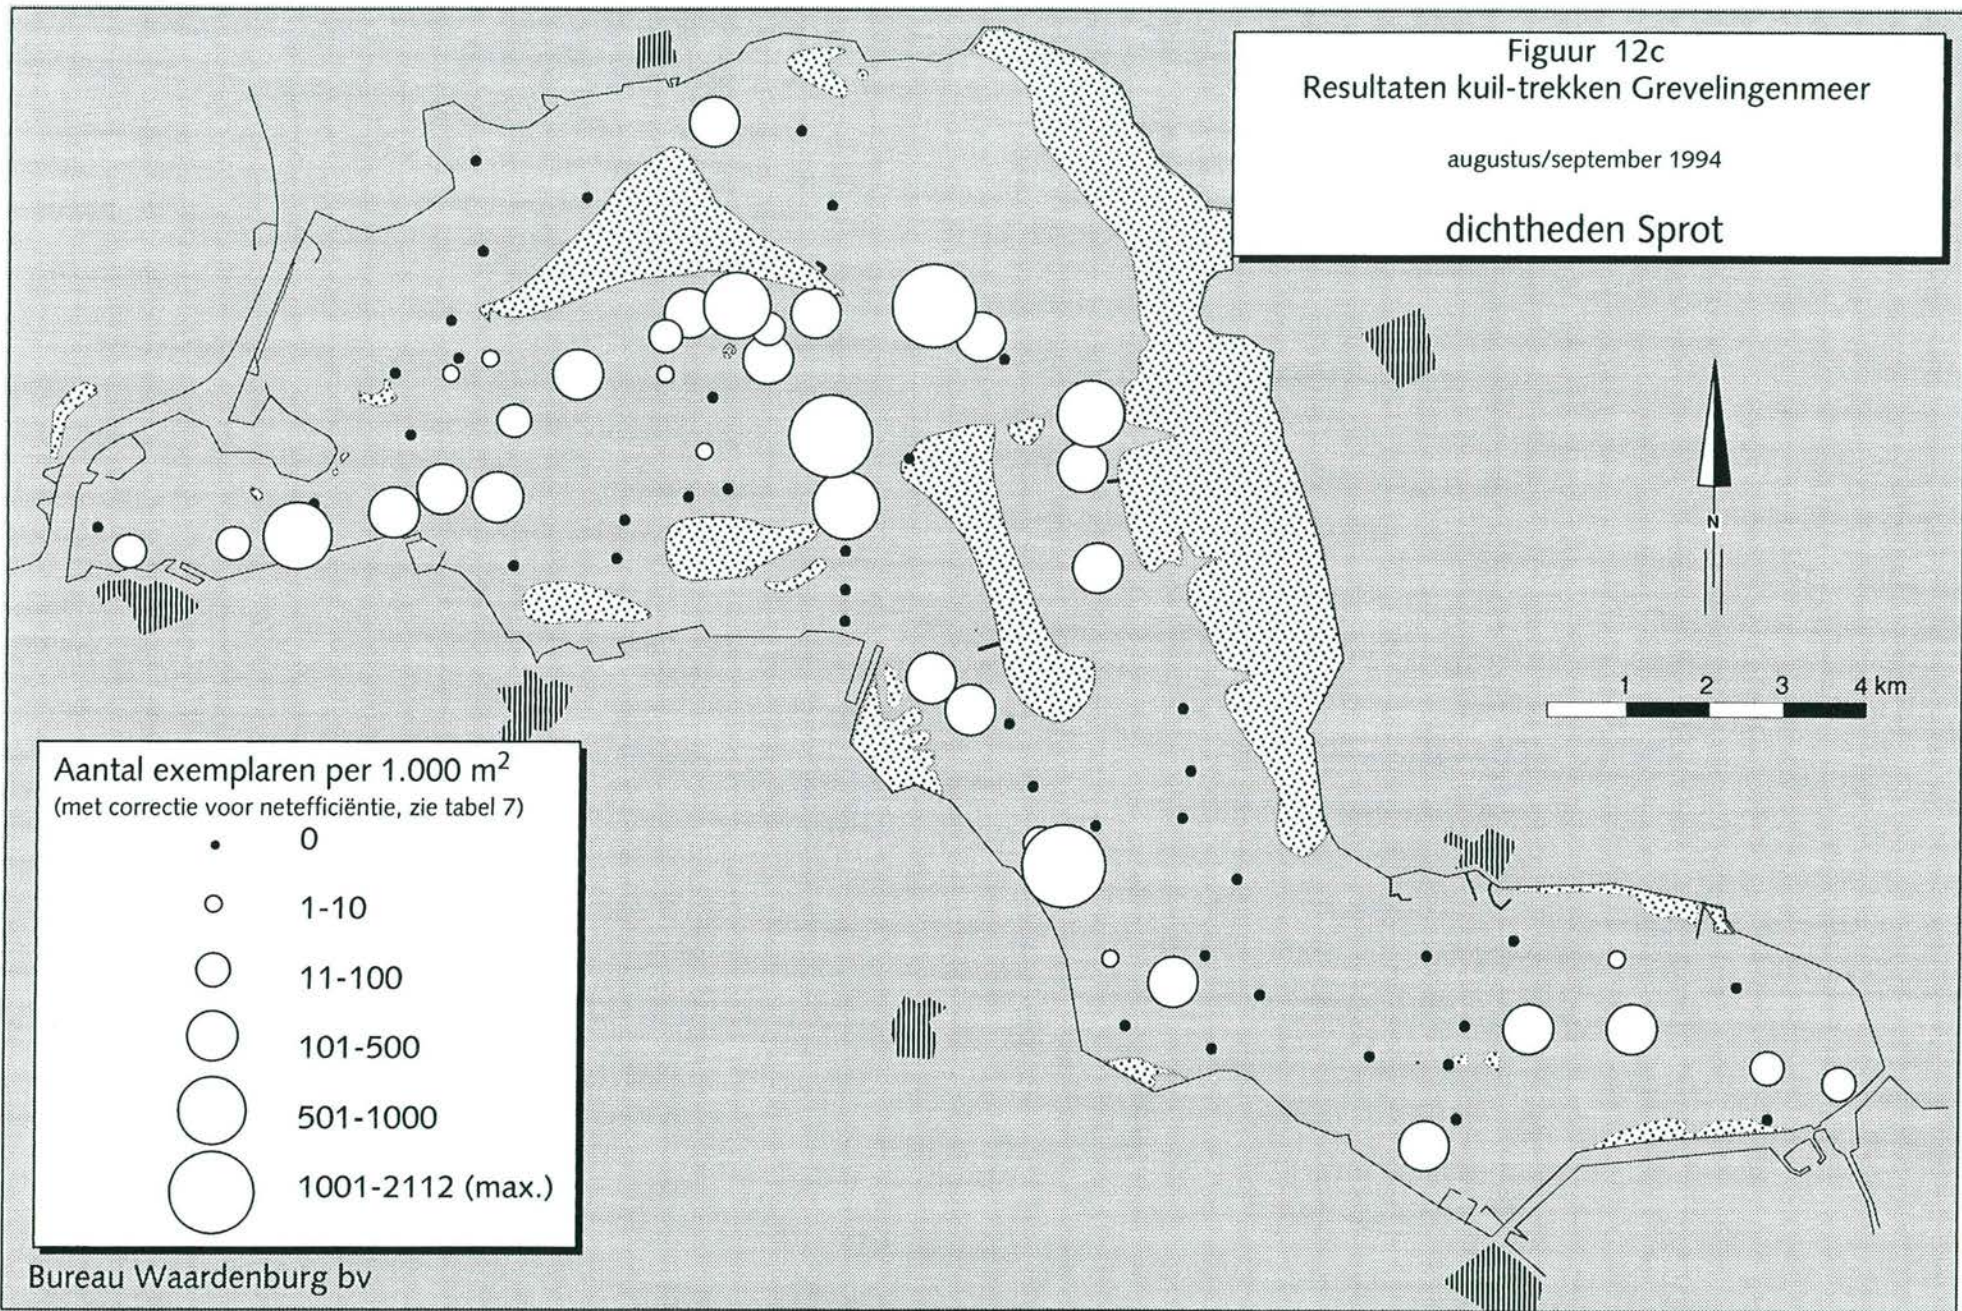 Figuur 12c
Resultaten kuil-trekken Grevelingenmeer
augustus/september 1994
dichtheden Sprot
N
1 2 3 4 km
Aantal exemplaren per 1.000 m²
(met correctie voor netefficiëntie, zie tabel 7)
0
1-10
11-100
101-500
501-1000
1001-2112 (max.)
Bureau Waardenburg bv